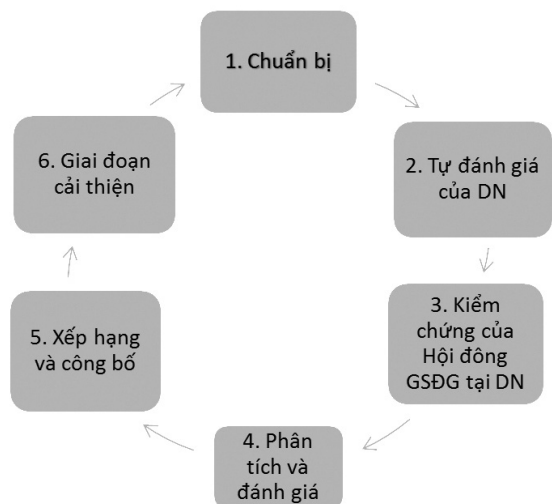 1. Chuẩn bị
2. Tự đánh giá
của DN
3. Kiểm
chứng của
Hội đông
GSĐG tại DN
4. Phân
tích và
đánh giá
5. Xếp hạng
và công bố
6. Giai đoạn
cải thiện